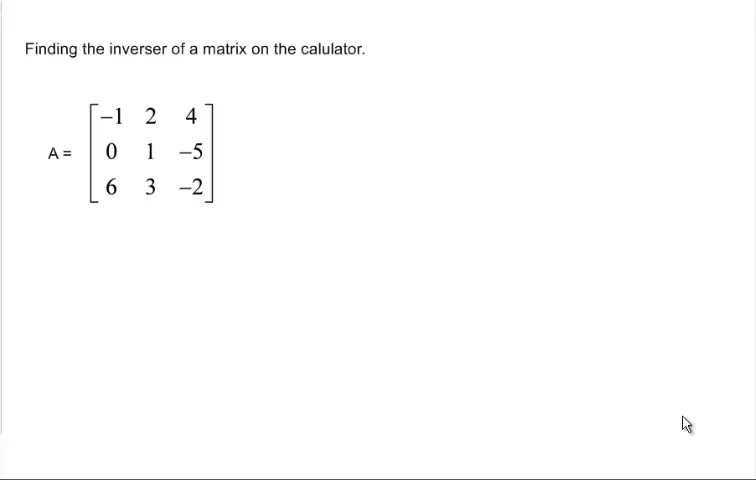 Finding the inverser of a matrix on the calulator.
−1 2 4
A = 0 1 −5
6 3 −2